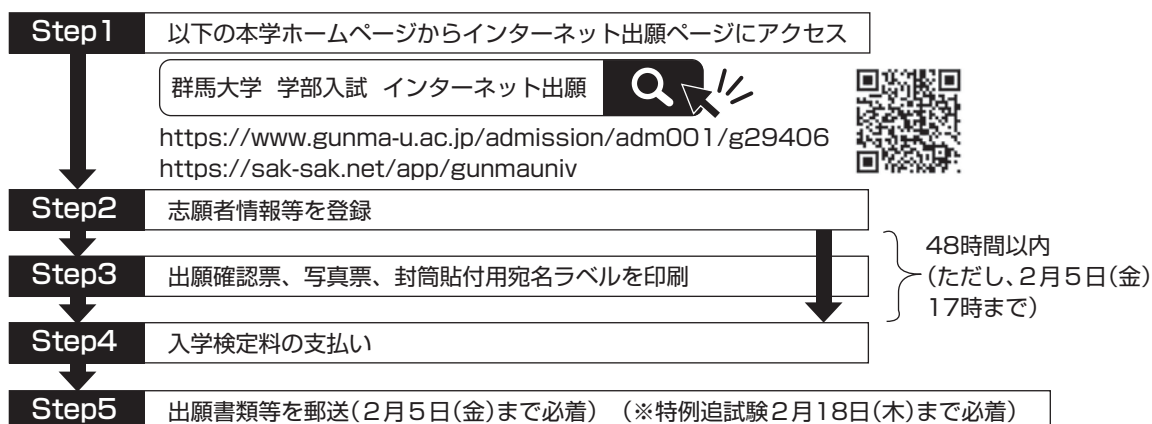 Step1 以下の本学ホームページからインターネット出願ページにアクセス
群馬大学 学部入試 インターネット出願
https://www.gunma-u.ac.jp/admission/adm001/g29406
https://sak-sak.net/app/gunmauniv
Step2 志願者情報等を登録
Step3 出願確認票、写真票、封筒貼付用宛名ラベルを印刷
48時間以内
（ただし、2月5日（金）
17時まで）
Step4 入学検定料の支払い
Step5 出願書類等を郵送（2月5日（金）まで必着）（※特例追試験2月18日（木）まで必着）